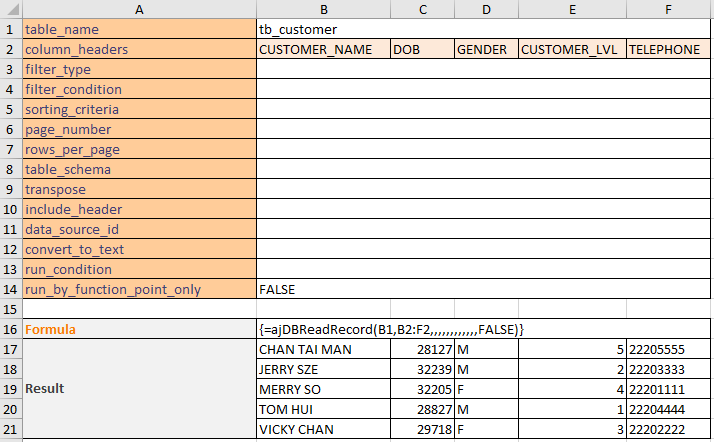 A B C D E F
1 table_name tb_customer
2 column_headers CUSTOMER_NAME DOB GENDER CUSTOMER_LVL TELEPHONE
3 filter_type
4 filter_condition
5 sorting_criteria
6 page_number
7 rows_per_page
8 table_schema
9 transpose
10 include_header
11 data_source_id
12 convert_to_text
13 run_condition
14 run_by_function_point_only FALSE
15
16 Formula {=ajDBReadRecord(B1,B2:F2,,,,,,,,,,,,FALSE)}
17 CHAN TAI MAN 28127 M 5 22205555
18 JERRY SZE 32239 M 2 22203333
19 Result MERRY SO 32205 F 4 22201111
20 TOM HUI 28827 M 1 22204444
21 VICKY CHAN 29718 F 3 22202222